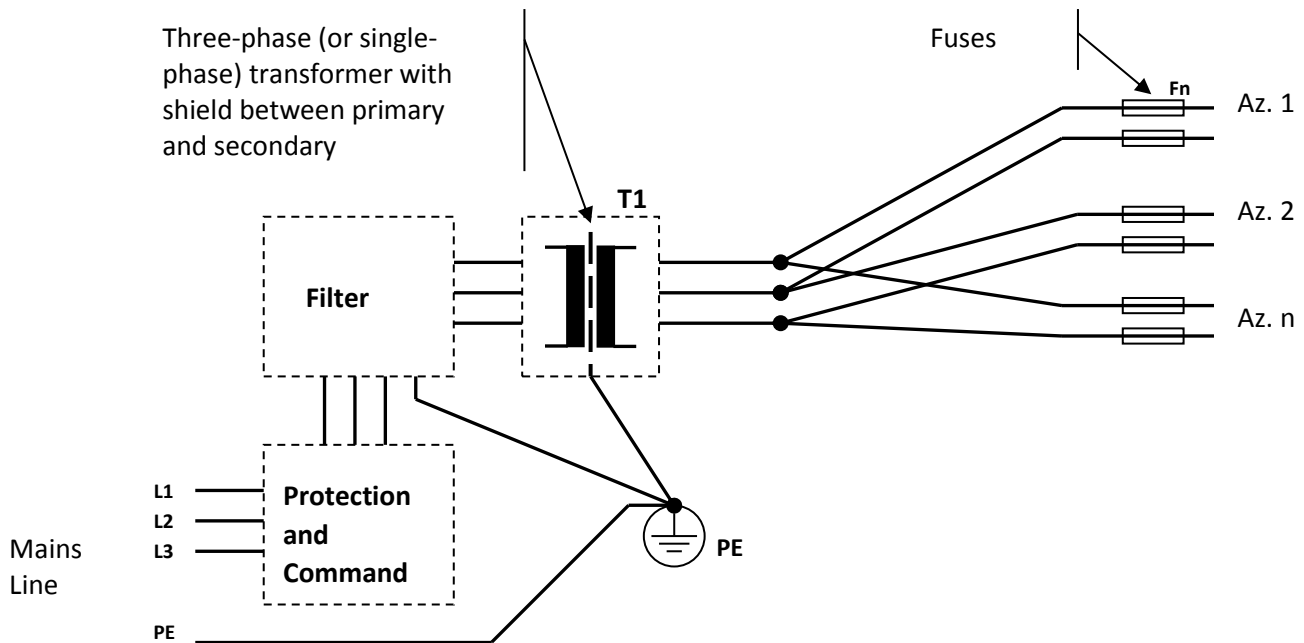 Three-phase (or single-
phase) transformer with
shield between primary
and secondary
Fuses
Fn
Az. 1
T1
Az. 2
Filter
Az. n
L1
L2
L3
Protection
and
Command
PE
Mains
Line
PE